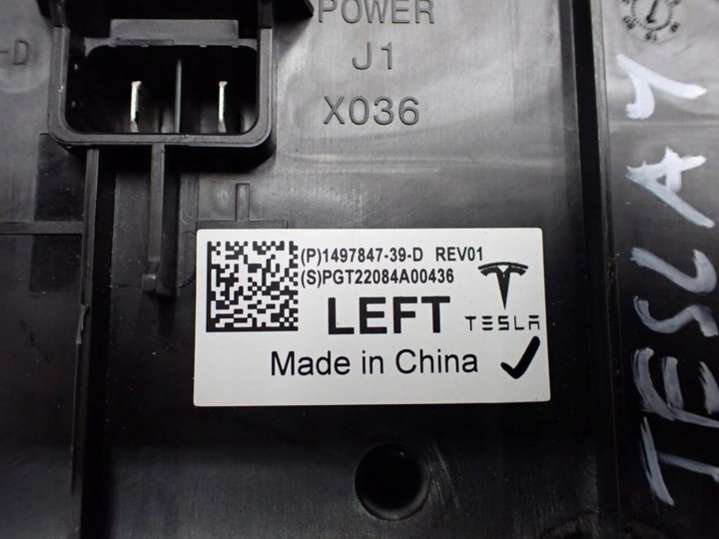 POWER
J1
X036
-D
(P)1497847-39-D REV01
(S)PGT22084A00436
LEFT
TESLA
Made in China
TESLA Y